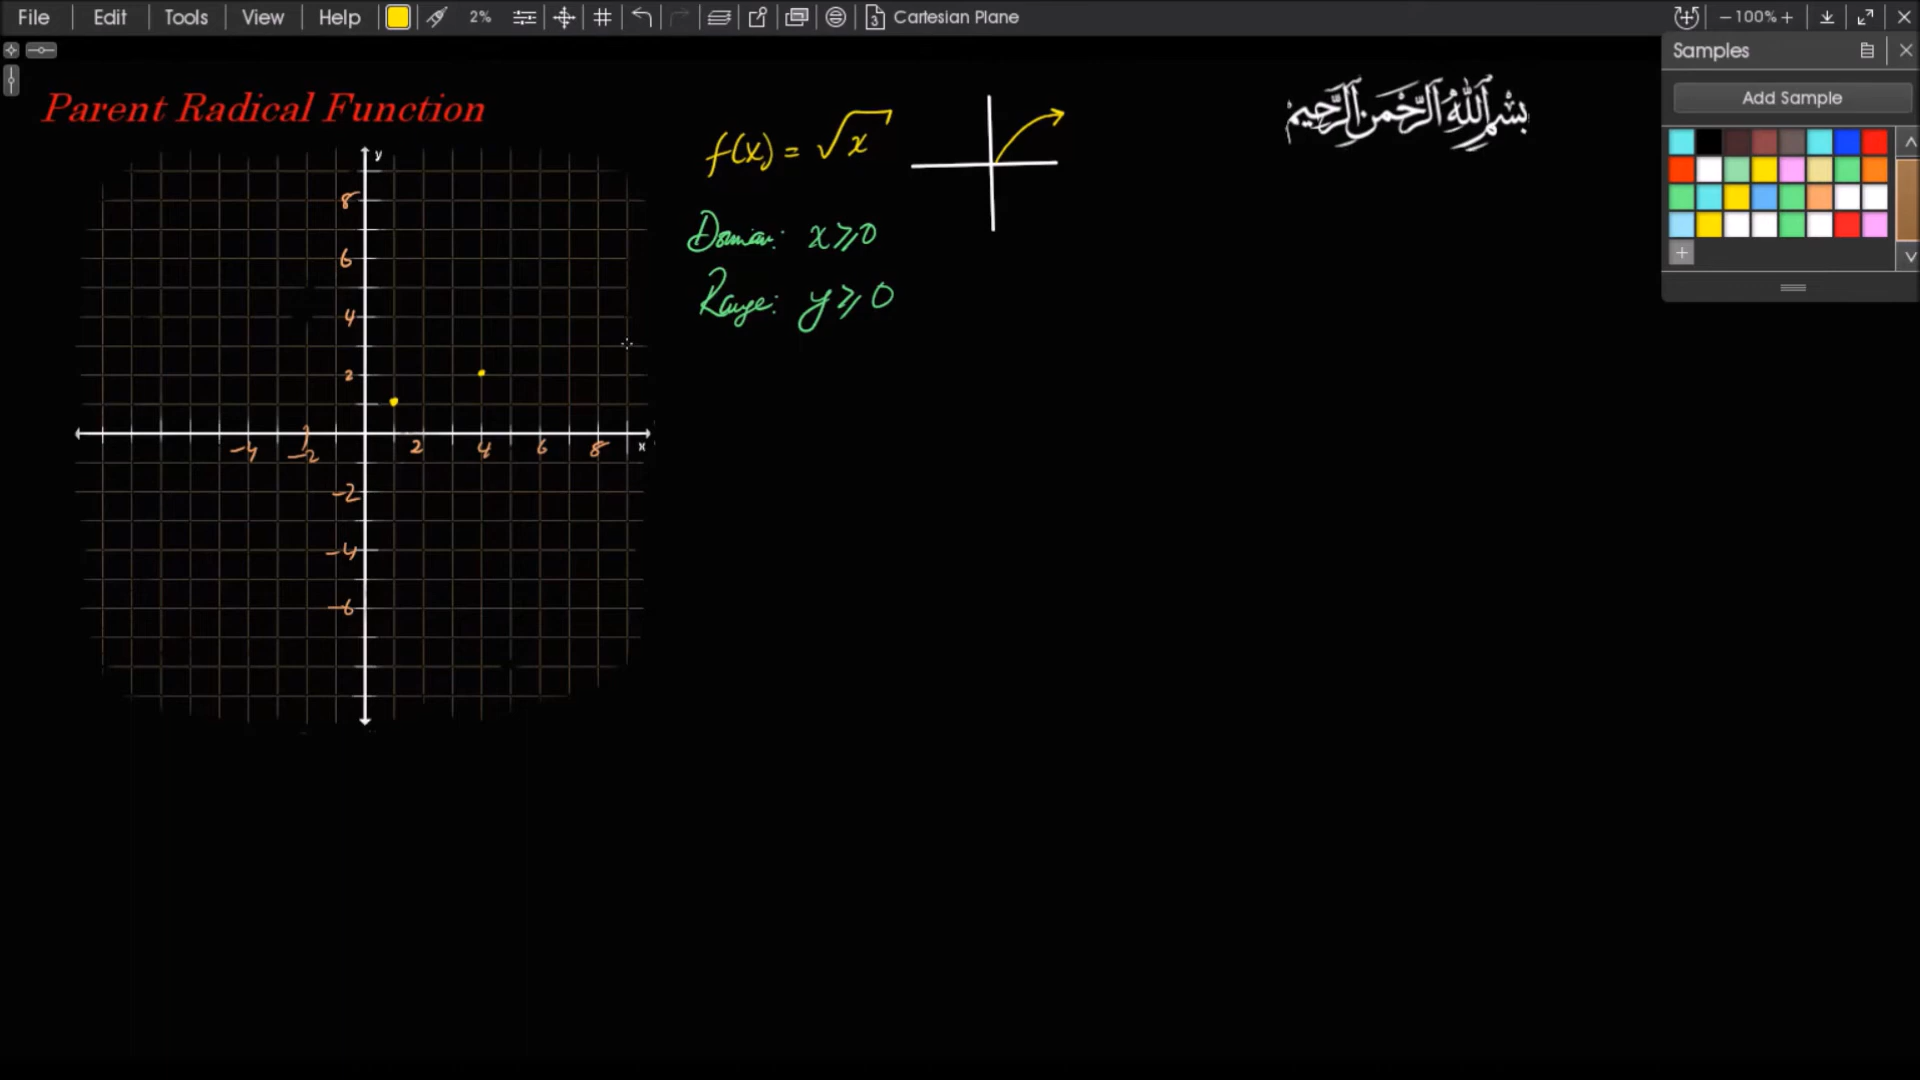 File Edit Tools View Help 2% Cartesian Plane −100%+
Samples
Add Sample
Parent Radical Function
بسم الله الرحمن الرحيم
f(x) = √x
Domain: x ⩾ 0
Range: y ⩾ 0
y
8
6
4
2
-4 -2 2 4 6 8 x
-2
-4
-6